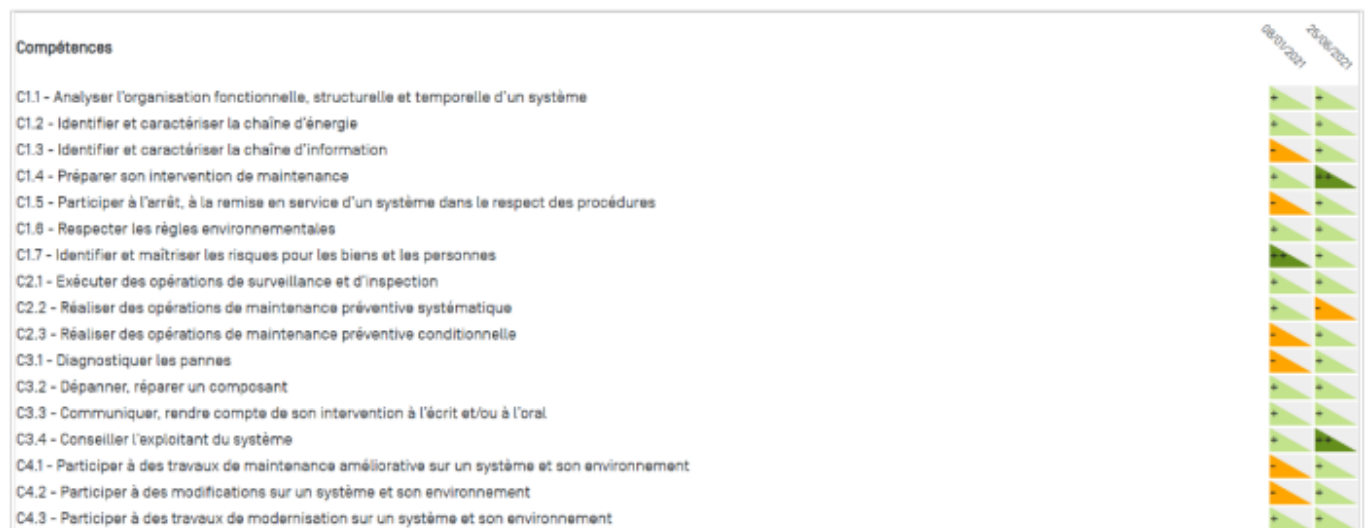 Compétences 08/01/2021 25/06/2021
C1.1 - Analyser l'organisation fonctionnelle, structurelle et temporelle d'un système + +
C1.2 - Identifier et caractériser la chaîne d'énergie + +
C1.3 - Identifier et caractériser la chaîne d'information - +
C1.4 - Préparer son intervention de maintenance + ++
C1.5 - Participer à l'arrêt, à la remise en service d'un système dans le respect des procédures - +
C1.6 - Respecter les règles environnementales + +
C1.7 - Identifier et maîtriser les risques pour les biens et les personnes ++ +
C2.1 - Exécuter des opérations de surveillance et d'inspection + +
C2.2 - Réaliser des opérations de maintenance préventive systématique + -
C2.3 - Réaliser des opérations de maintenance préventive conditionnelle - +
C3.1 - Diagnostiquer les pannes - +
C3.2 - Dépanner, réparer un composant + +
C3.3 - Communiquer, rendre compte de son intervention à l'écrit et/ou à l'oral + +
C3.4 - Conseiller l'exploitant du système + ++
C4.1 - Participer à des travaux de maintenance améliorative sur un système et son environnement - +
C4.2 - Participer à des modifications sur un système et son environnement - +
C4.3 - Participer à des travaux de modernisation sur un système et son environnement + +